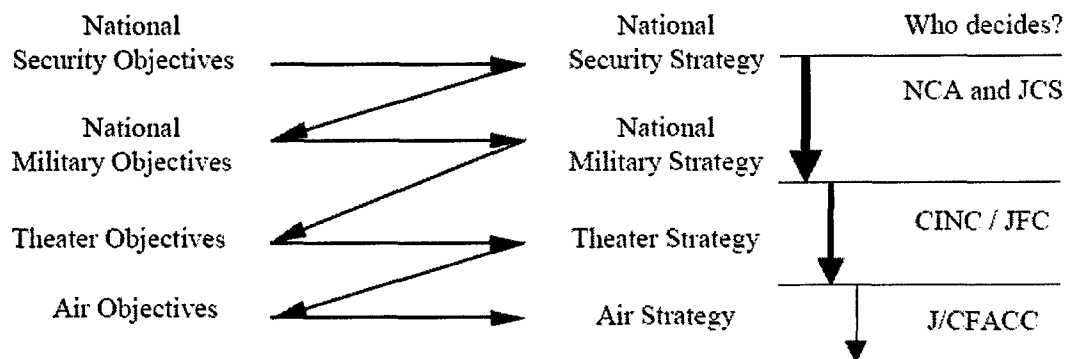 National
Security Objectives
National
Security Strategy
Who decides?
NCA and JCS
National
Military Objectives
National
Military Strategy
Theater Objectives
Theater Strategy
CINC / JFC
Air Objectives
Air Strategy
J/CFACC